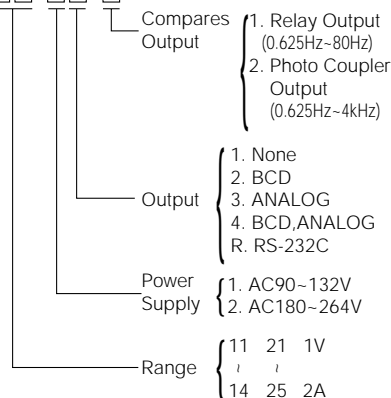 Compares Output
1. Relay Output
(0.625Hz~80Hz)
2. Photo Coupler
Output
(0.625Hz~4kHz)
Output
1. None
2. BCD
3. ANALOG
4. BCD,ANALOG
R. RS-232C
Power Supply
1. AC90~132V
2. AC180~264V
Range
11 21 1V
~ ~
14 25 2A